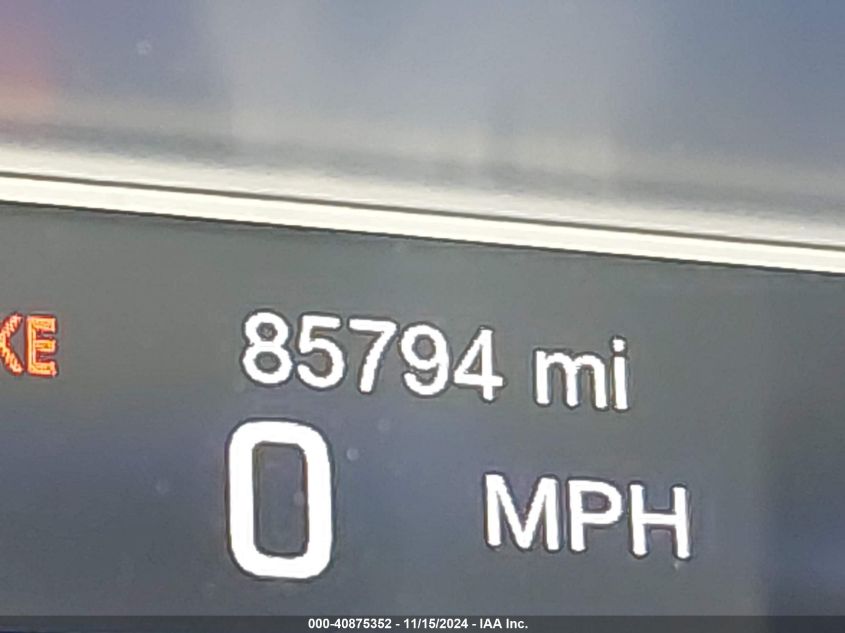 KE
85794 mi
0 MPH
000-40875352 - 11/15/2024 - IAA Inc.